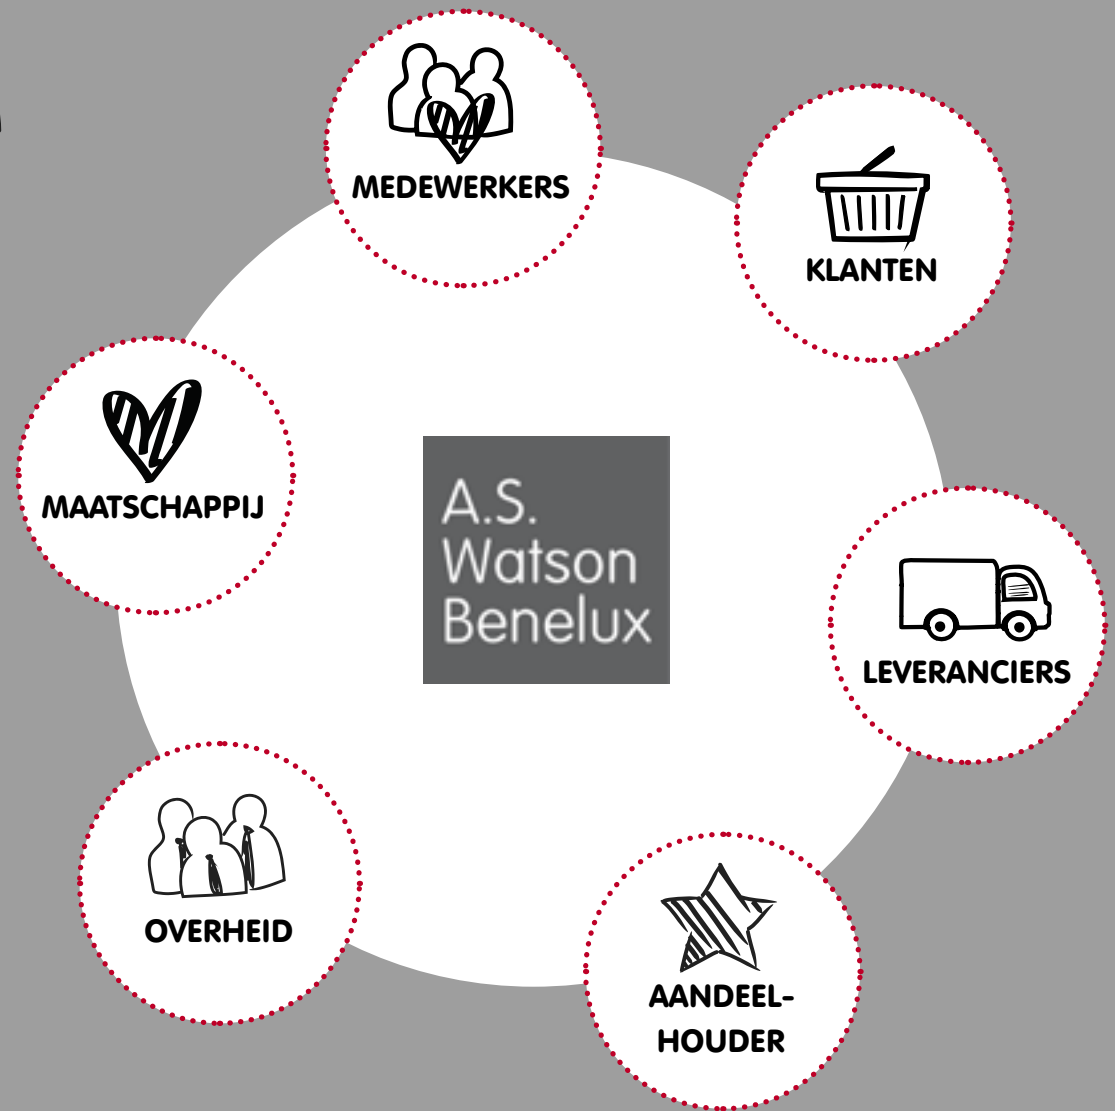 MEDEWERKERS
KLANTEN
MAATSCHAPPIJ
A.S.
Watson
Benelux
LEVERANCIERS
OVERHEID
AANDEEL-
HOUDER